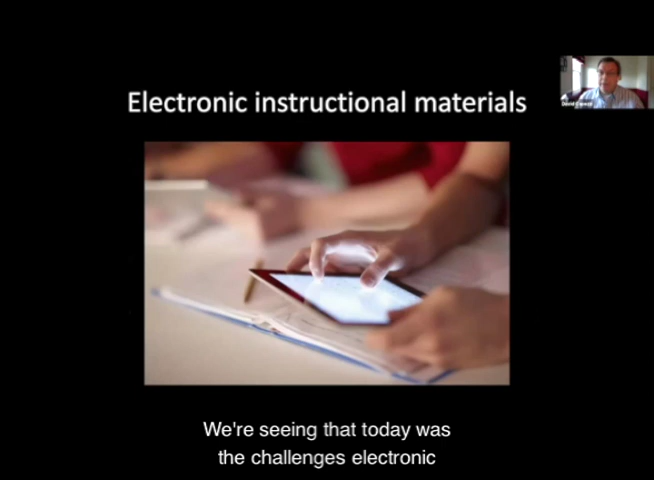 Electronic instructional materials
We're seeing that today was
the challenges electronic